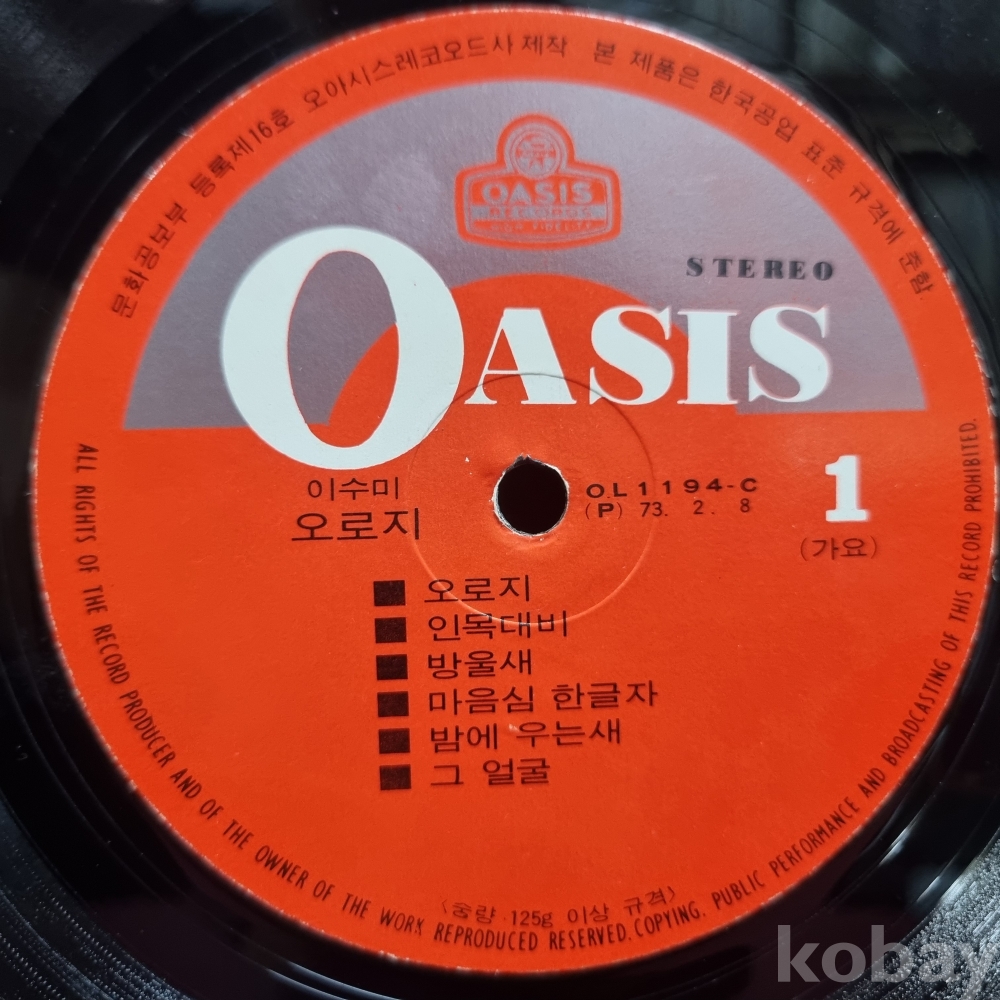 문화공보부 등록제16호 오아시스레코오드사 제작 본 제품은 한국공업 표준 규격에 준함.
OASIS
RECORDS
HIGH FIDELITY
STEREO
OASIS
이수미
오로지
OL1194-C
(P) 73. 2. 8
1
(가요)
■ 오로지
■ 인목대비
■ 방울새
■ 마음심 한글자
■ 밤에 우는새
■ 그 얼굴
〈중량 125g 이상 규격〉
ALL RIGHTS OF THE RECORD PRODUCER AND OF THE OWNER OF THE WORK REPRODUCED RESERVED. COPYING, PUBLIC PERFORMANCE AND BROADCASTING OF THIS RECORD PROHIBITED.
kobay